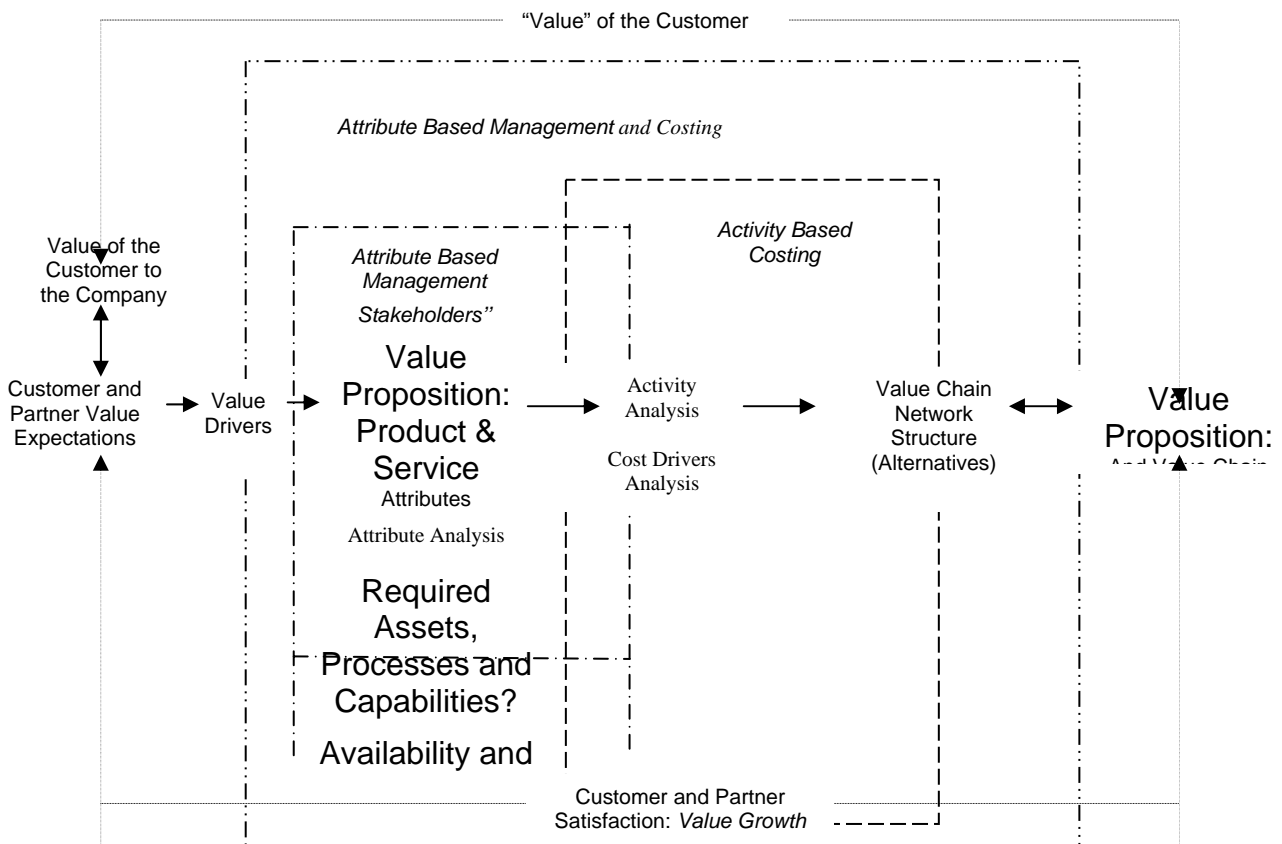 “Value” of the Customer
Attribute Based Management and Costing
Activity Based
Costing
Value of the
Customer to
the Company
Attribute Based
Management
Stakeholders”
Customer and
Partner Value
Expectations
Value
Drivers
Value
Proposition:
Product &
Service
Attributes
Attribute Analysis
Required
Assets,
Processes and
Capabilities?
Availability and
Activity
Analysis
Cost Drivers
Analysis
Value Chain
Network
Structure
(Alternatives)
Value
Proposition:
And Value Chain
Customer and Partner
Satisfaction: Value Growth